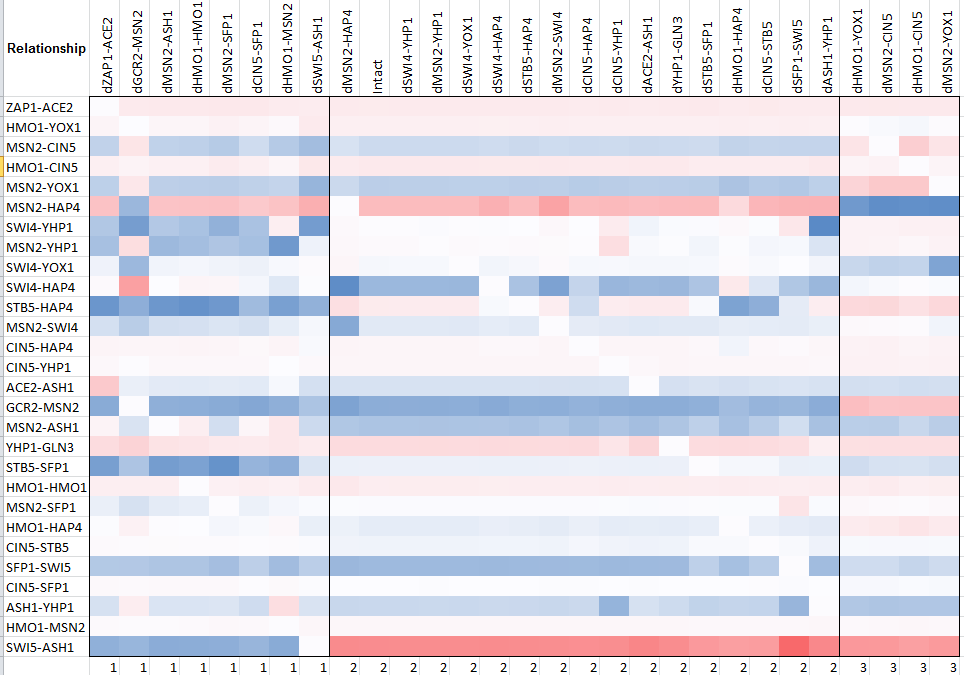 Relationship
dZAP1-ACE2
dGCR2-MSN2
dMSN2-ASH1
dHMO1-HMO1
dMSN2-SFP1
dCIN5-SFP1
dHMO1-MSN2
dSWI5-ASH1
dMSN2-HAP4
Intact
dSWI4-YHP1
dMSN2-YHP1
dSWI4-YOX1
dSWI4-HAP4
dSTB5-HAP4
dMSN2-SWI4
dCIN5-HAP4
dCIN5-YHP1
dACE2-ASH1
dYHP1-GLN3
dSTB5-SFP1
dHMO1-HAP4
dCIN5-STB5
dSFP1-SWI5
dASH1-YHP1
dHMO1-YOX1
dMSN2-CIN5
dHMO1-CIN5
dMSN2-YOX1
ZAP1-ACE2
HMO1-YOX1
MSN2-CIN5
HMO1-CIN5
MSN2-YOX1
MSN2-HAP4
SWI4-YHP1
MSN2-YHP1
SWI4-YOX1
SWI4-HAP4
STB5-HAP4
MSN2-SWI4
CIN5-HAP4
CIN5-YHP1
ACE2-ASH1
GCR2-MSN2
MSN2-ASH1
YHP1-GLN3
STB5-SFP1
HMO1-HMO1
MSN2-SFP1
HMO1-HAP4
CIN5-STB5
SFP1-SWI5
CIN5-SFP1
ASH1-YHP1
HMO1-MSN2
SWI5-ASH1
1 1 1 1 1 1 1 1 2 2 2 2 2 2 2 2 2 2 2 2 2 2 2 2 2 3 3 3 3